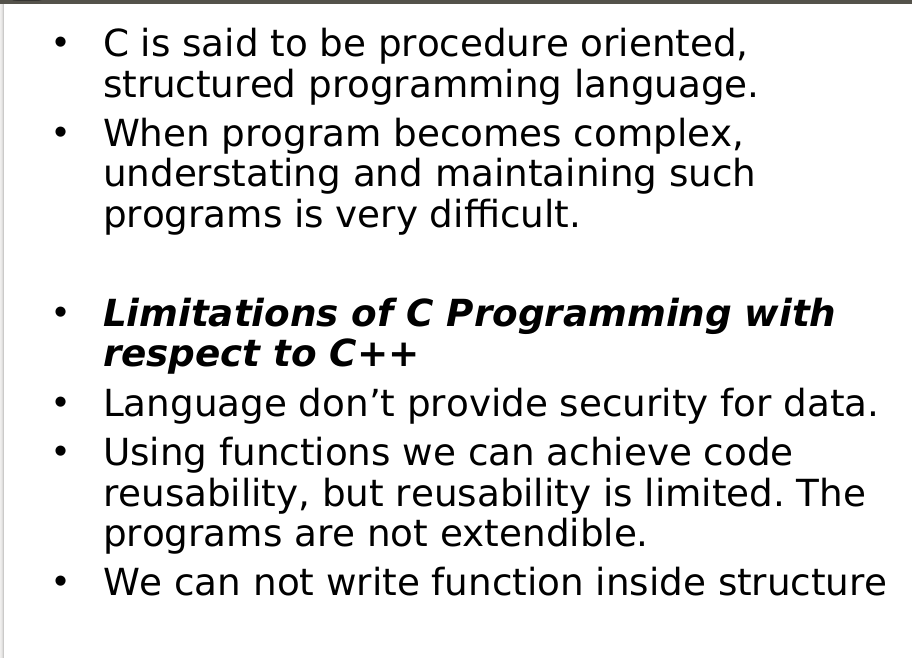 • C is said to be procedure oriented,
structured programming language.
• When program becomes complex,
understating and maintaining such
programs is very difficult.
• Limitations of C Programming with
respect to C++
• Language don’t provide security for data.
• Using functions we can achieve code
reusability, but reusability is limited. The
programs are not extendible.
• We can not write function inside structure